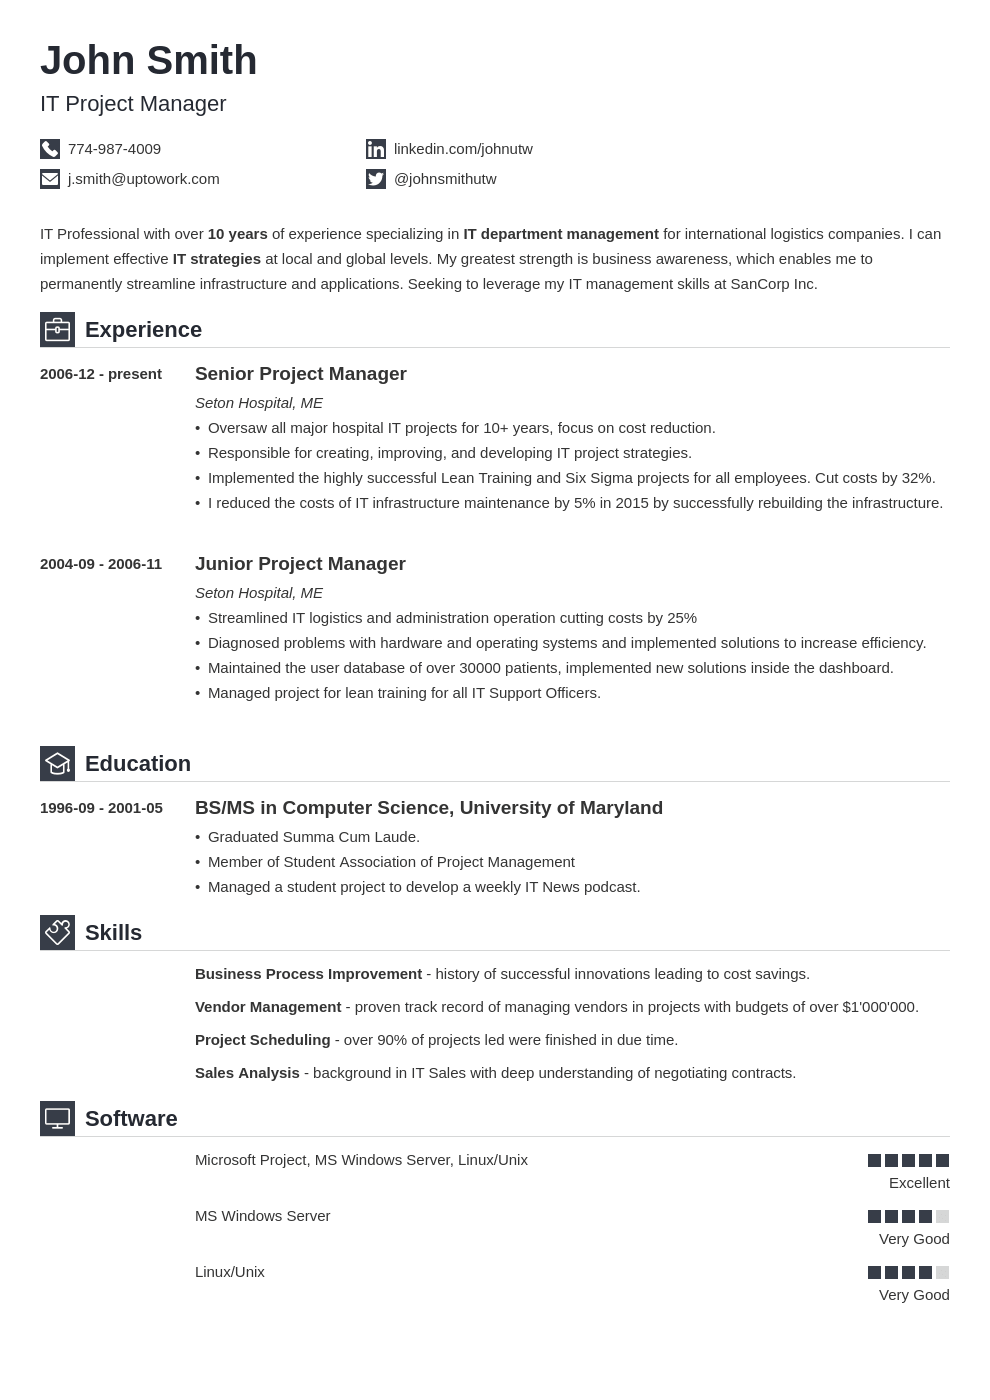 John Smith
IT Project Manager
774-987-4009
linkedin.com/johnutw
j.smith@uptowork.com
@johnsmithutw
IT Professional with over 10 years of experience specializing in IT department management for international logistics companies. I can
implement effective IT strategies at local and global levels. My greatest strength is business awareness, which enables me to
permanently streamline infrastructure and applications. Seeking to leverage my IT management skills at SanCorp Inc.
Experience
2006-12 - present Senior Project Manager
Seton Hospital, ME
• Oversaw all major hospital IT projects for 10+ years, focus on cost reduction.
• Responsible for creating, improving, and developing IT project strategies.
• Implemented the highly successful Lean Training and Six Sigma projects for all employees. Cut costs by 32%.
• I reduced the costs of IT infrastructure maintenance by 5% in 2015 by successfully rebuilding the infrastructure.
2004-09 - 2006-11 Junior Project Manager
Seton Hospital, ME
• Streamlined IT logistics and administration operation cutting costs by 25%
• Diagnosed problems with hardware and operating systems and implemented solutions to increase efficiency.
• Maintained the user database of over 30000 patients, implemented new solutions inside the dashboard.
• Managed project for lean training for all IT Support Officers.
Education
1996-09 - 2001-05 BS/MS in Computer Science, University of Maryland
• Graduated Summa Cum Laude.
• Member of Student Association of Project Management
• Managed a student project to develop a weekly IT News podcast.
Skills
Business Process Improvement - history of successful innovations leading to cost savings.
Vendor Management - proven track record of managing vendors in projects with budgets of over $1'000'000.
Project Scheduling - over 90% of projects led were finished in due time.
Sales Analysis - background in IT Sales with deep understanding of negotiating contracts.
Software
Microsoft Project, MS Windows Server, Linux/Unix
Excellent
MS Windows Server
Very Good
Linux/Unix
Very Good